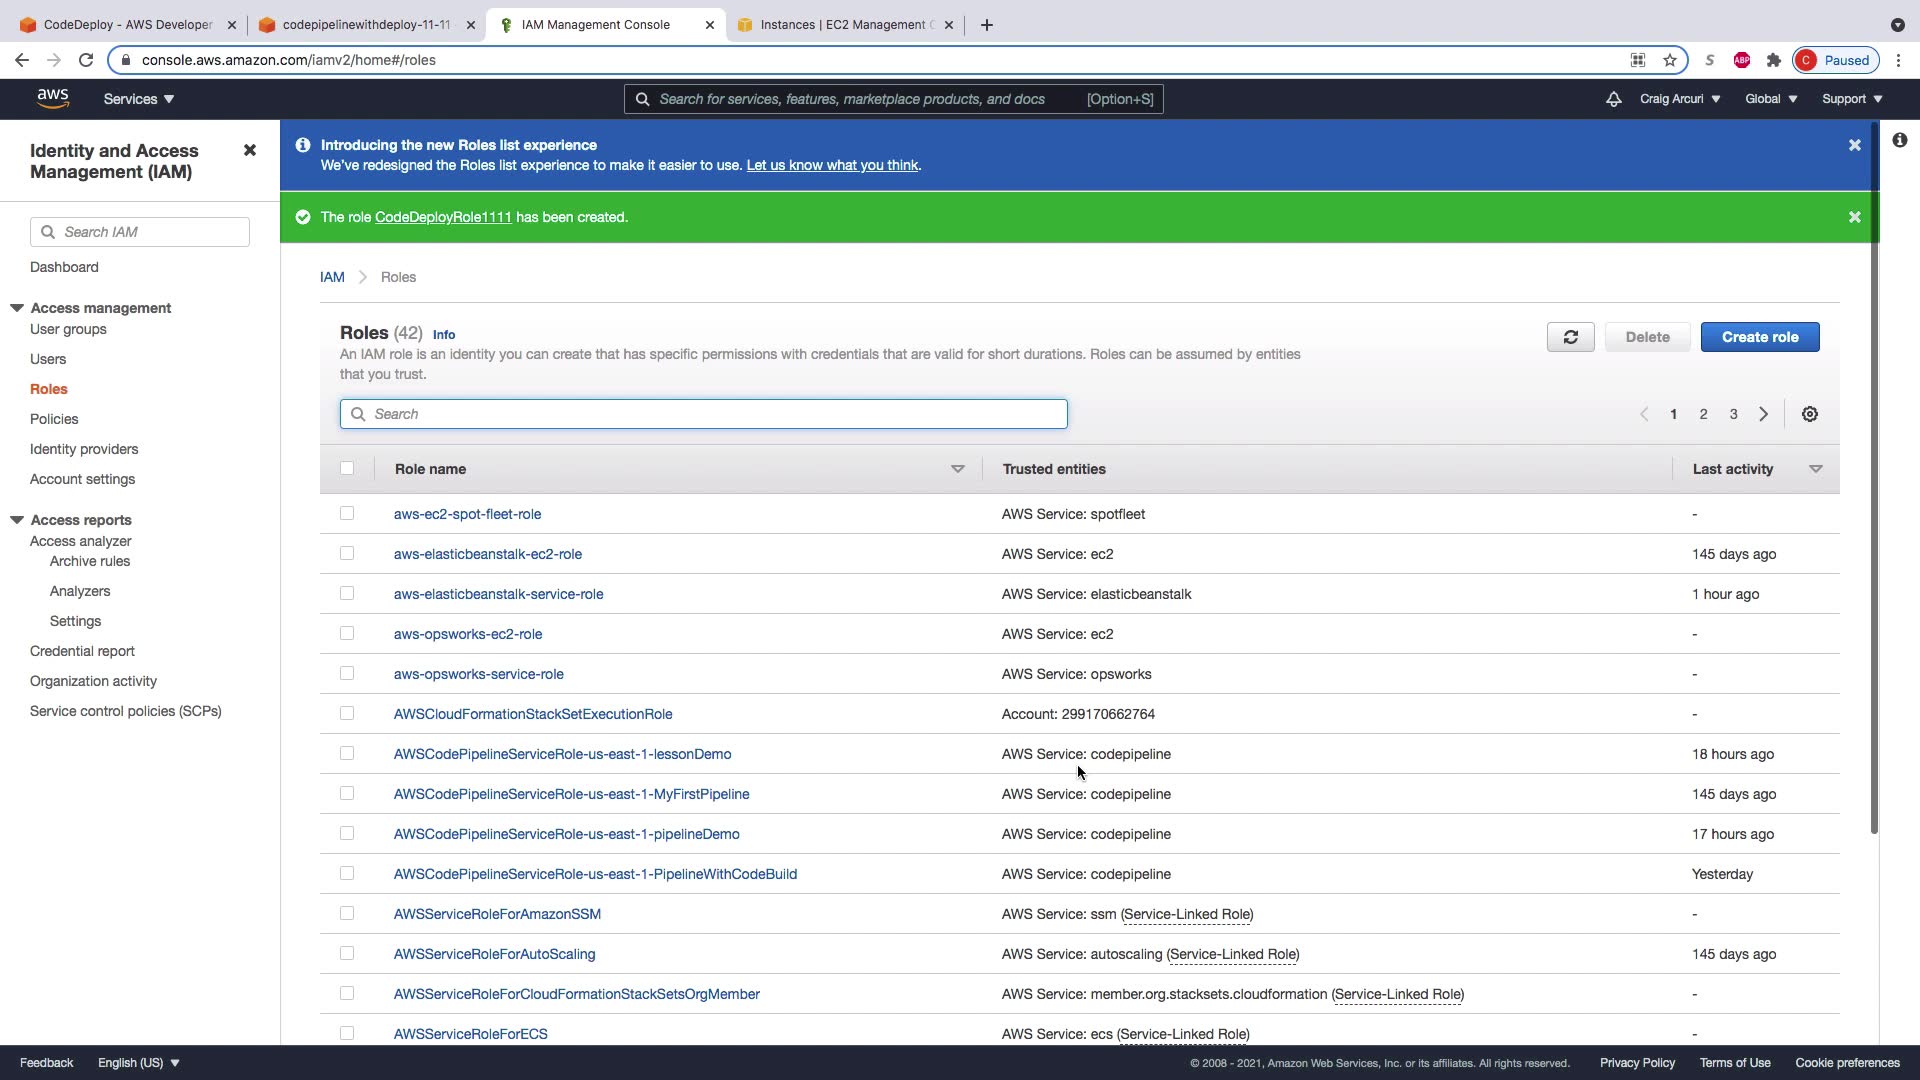 CodeDeploy - AWS Developer
codepipelinewithdeploy-11-11
IAM Management Console
Instances | EC2 Management C
console.aws.amazon.com/iamv2/home#/roles
S
ABP
C Paused
aws
Services
Search for services, features, marketplace products, and docs [Option+S]
Craig Arcuri
Global
Support
Identity and Access Management (IAM)
Search IAM
Dashboard
Access management
User groups
Users
Roles
Policies
Identity providers
Account settings
Access reports
Access analyzer
Archive rules
Analyzers
Settings
Credential report
Organization activity
Service control policies (SCPs)
Introducing the new Roles list experience
We've redesigned the Roles list experience to make it easier to use. Let us know what you think.
The role CodeDeployRole1111 has been created.
IAM > Roles
Roles (42) Info
An IAM role is an identity you can create that has specific permissions with credentials that are valid for short durations. Roles can be assumed by entities
that you trust.
Delete
Create role
Search
1 2 3
Role name Trusted entities Last activity
aws-ec2-spot-fleet-role AWS Service: spotfleet -
aws-elasticbeanstalk-ec2-role AWS Service: ec2 145 days ago
aws-elasticbeanstalk-service-role AWS Service: elasticbeanstalk 1 hour ago
aws-opsworks-ec2-role AWS Service: ec2 -
aws-opsworks-service-role AWS Service: opsworks -
AWSCloudFormationStackSetExecutionRole Account: 299170662764 -
AWSCodePipelineServiceRole-us-east-1-lessonDemo AWS Service: codepipeline 18 hours ago
AWSCodePipelineServiceRole-us-east-1-MyFirstPipeline AWS Service: codepipeline 145 days ago
AWSCodePipelineServiceRole-us-east-1-pipelineDemo AWS Service: codepipeline 17 hours ago
AWSCodePipelineServiceRole-us-east-1-PipelineWithCodeBuild AWS Service: codepipeline Yesterday
AWSServiceRoleForAmazonSSM AWS Service: ssm (Service-Linked Role) -
AWSServiceRoleForAutoScaling AWS Service: autoscaling (Service-Linked Role) 145 days ago
AWSServiceRoleForCloudFormationStackSetsOrgMember AWS Service: member.org.stacksets.cloudformation (Service-Linked Role) -
AWSServiceRoleForECS AWS Service: ecs (Service-Linked Role) -
Feedback
English (US)
© 2008 - 2021, Amazon Web Services, Inc. or its affiliates. All rights reserved.
Privacy Policy
Terms of Use
Cookie preferences